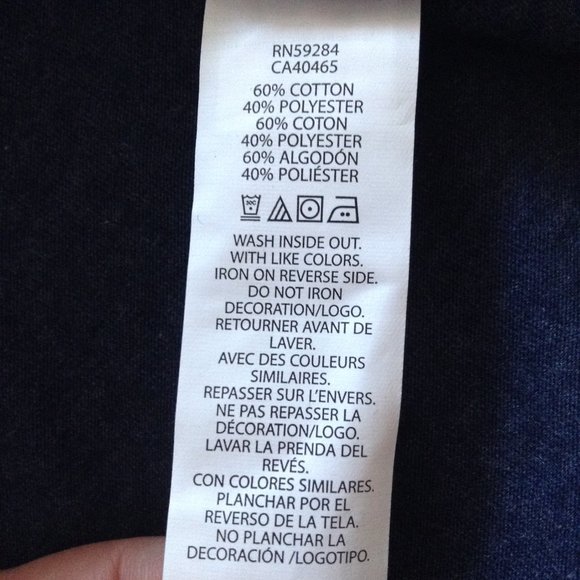 RN59284
CA40465
60% COTTON
40% POLYESTER
60% COTON
40% POLYESTER
60% ALGODÓN
40% POLIÉSTER
30C
WASH INSIDE OUT.
WITH LIKE COLORS.
IRON ON REVERSE SIDE.
DO NOT IRON
DECORATION/LOGO.
RETOURNER AVANT DE
LAVER.
AVEC DES COULEURS
SIMILAIRES.
REPASSER SUR L'ENVERS.
NE PAS REPASSER LA
DÉCORATION/LOGO.
LAVAR LA PRENDA DEL
REVÉS.
CON COLORES SIMILARES.
PLANCHAR POR EL
REVERSO DE LA TELA.
NO PLANCHAR LA
DECORACIÓN /LOGOTIPO.